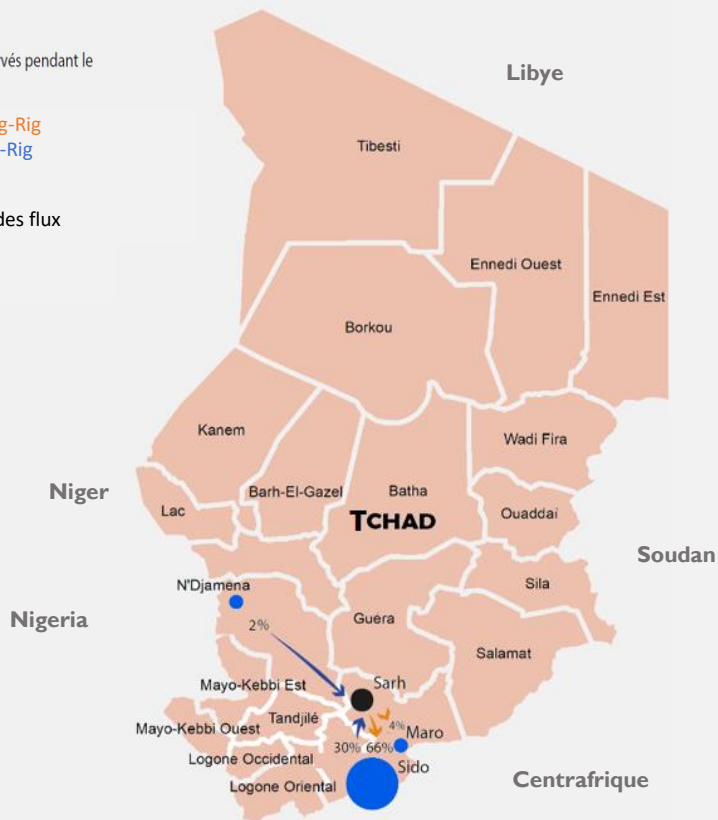 vés pendant le
g-Rig
-Rig
des flux
Libye
Tibesti
Ennedi Ouest
Ennedi Est
Borkou
Kanem
Wadi Fira
Niger
Barh-El-Gazel
Batha
Lac
TCHAD
Ouaddai
Soudan
Sila
N'Djamena
Nigeria
2%
Guéra
Salamat
Mayo-Kebbi Est
Sarh
Tandjilé
4%
Mayo-Kebbi Ouest
Maro
30%
66%
Logone Occidental
Sido
Logone Oriental
Centrafrique